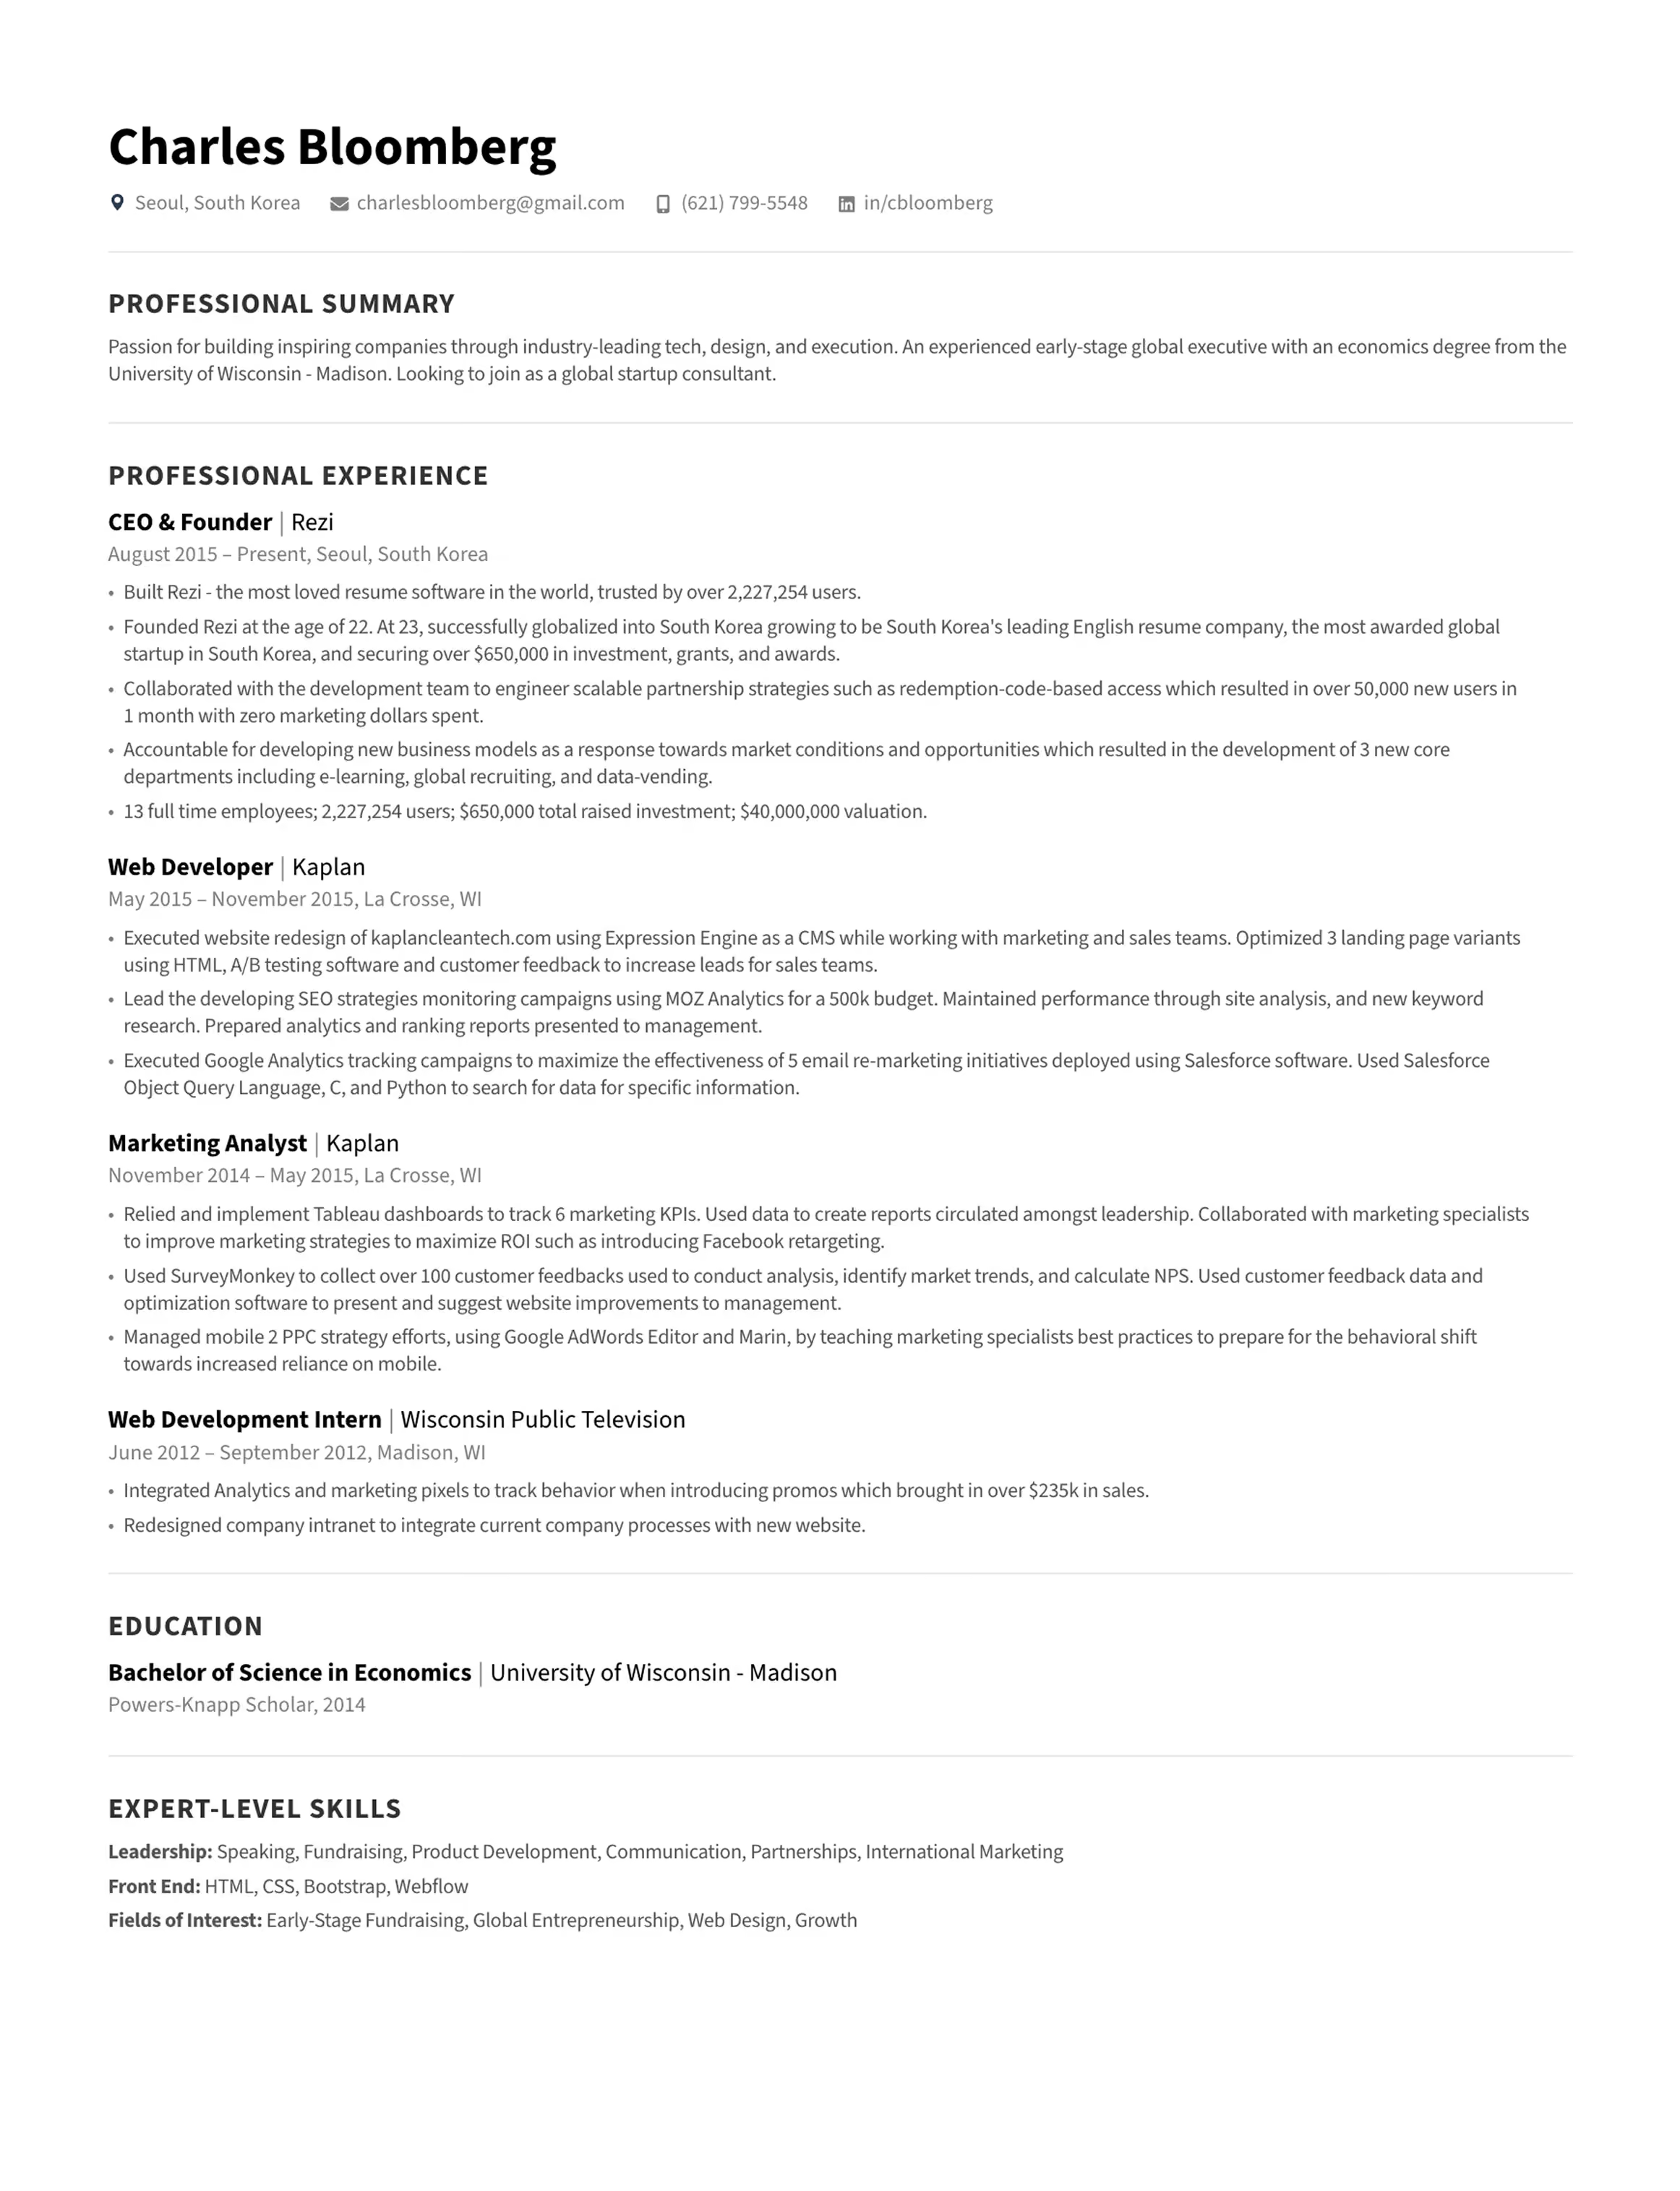 Charles Bloomberg
Seoul, South Korea charlesbloomberg@gmail.com (621) 799-5548 in/cbloomberg
PROFESSIONAL SUMMARY
Passion for building inspiring companies through industry-leading tech, design, and execution. An experienced early-stage global executive with an economics degree from the
University of Wisconsin - Madison. Looking to join as a global startup consultant.
PROFESSIONAL EXPERIENCE
CEO & Founder | Rezi
August 2015 – Present, Seoul, South Korea
• Built Rezi - the most loved resume software in the world, trusted by over 2,227,254 users.
• Founded Rezi at the age of 22. At 23, successfully globalized into South Korea growing to be South Korea's leading English resume company, the most awarded global
startup in South Korea, and securing over $650,000 in investment, grants, and awards.
• Collaborated with the development team to engineer scalable partnership strategies such as redemption-code-based access which resulted in over 50,000 new users in
1 month with zero marketing dollars spent.
• Accountable for developing new business models as a response towards market conditions and opportunities which resulted in the development of 3 new core
departments including e-learning, global recruiting, and data-vending.
• 13 full time employees; 2,227,254 users; $650,000 total raised investment; $40,000,000 valuation.
Web Developer | Kaplan
May 2015 – November 2015, La Crosse, WI
• Executed website redesign of kaplancleantech.com using Expression Engine as a CMS while working with marketing and sales teams. Optimized 3 landing page variants
using HTML, A/B testing software and customer feedback to increase leads for sales teams.
• Lead the developing SEO strategies monitoring campaigns using MOZ Analytics for a 500k budget. Maintained performance through site analysis, and new keyword
research. Prepared analytics and ranking reports presented to management.
• Executed Google Analytics tracking campaigns to maximize the effectiveness of 5 email re-marketing initiatives deployed using Salesforce software. Used Salesforce
Object Query Language, C, and Python to search for data for specific information.
Marketing Analyst | Kaplan
November 2014 – May 2015, La Crosse, WI
• Relied and implement Tableau dashboards to track 6 marketing KPIs. Used data to create reports circulated amongst leadership. Collaborated with marketing specialists
to improve marketing strategies to maximize ROI such as introducing Facebook retargeting.
• Used SurveyMonkey to collect over 100 customer feedbacks used to conduct analysis, identify market trends, and calculate NPS. Used customer feedback data and
optimization software to present and suggest website improvements to management.
• Managed mobile 2 PPC strategy efforts, using Google AdWords Editor and Marin, by teaching marketing specialists best practices to prepare for the behavioral shift
towards increased reliance on mobile.
Web Development Intern | Wisconsin Public Television
June 2012 – September 2012, Madison, WI
• Integrated Analytics and marketing pixels to track behavior when introducing promos which brought in over $235k in sales.
• Redesigned company intranet to integrate current company processes with new website.
EDUCATION
Bachelor of Science in Economics | University of Wisconsin - Madison
Powers-Knapp Scholar, 2014
EXPERT-LEVEL SKILLS
Leadership: Speaking, Fundraising, Product Development, Communication, Partnerships, International Marketing
Front End: HTML, CSS, Bootstrap, Webflow
Fields of Interest: Early-Stage Fundraising, Global Entrepreneurship, Web Design, Growth